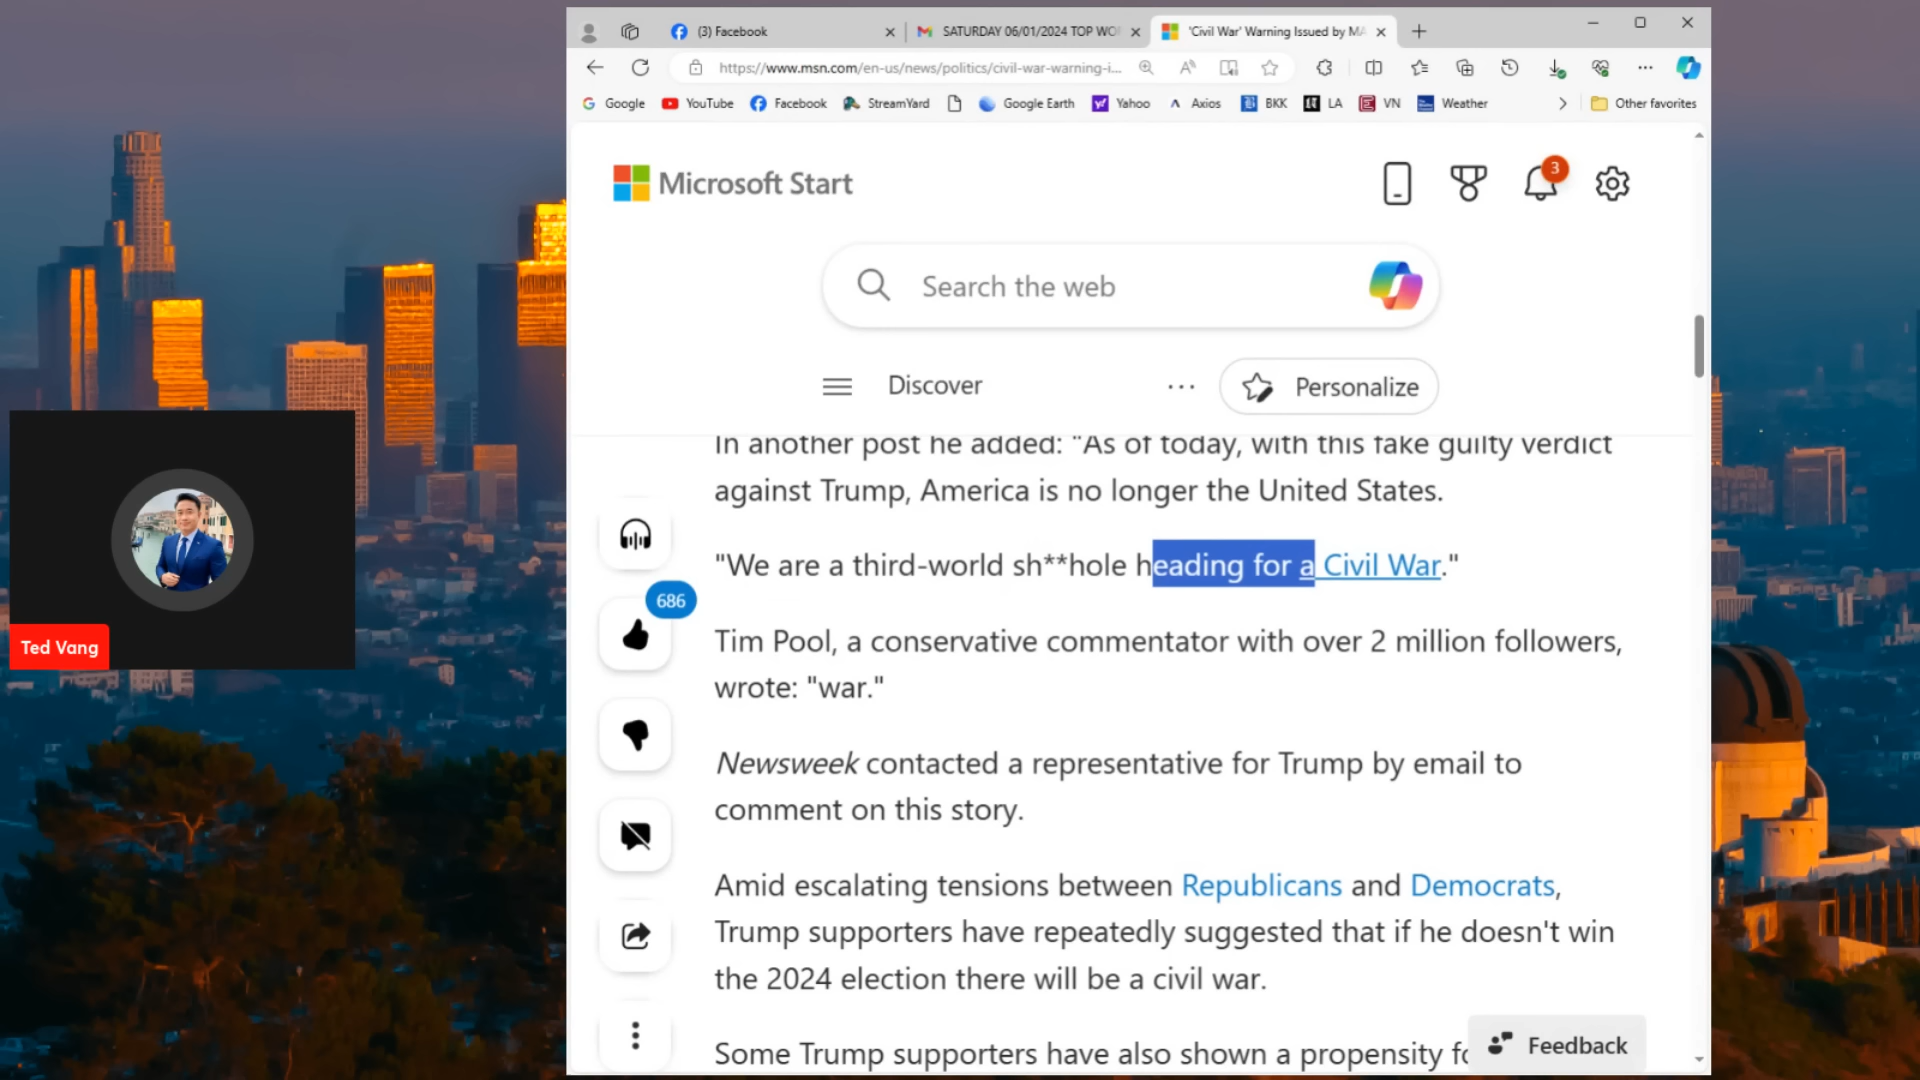 (3) Facebook
SATURDAY 06/01/2024 TOP WO
'Civil War' Warning Issued by MA
https://www.msn.com/en-us/news/politics/civil-war-warning-i...
Google YouTube Facebook StreamYard Google Earth Yahoo Axios BKK LA VN Weather Other favorites
Microsoft Start
3
Search the web
Discover
Personalize
In another post he added: "As of today, with this fake guilty verdict
against Trump, America is no longer the United States.
"We are a third-world sh**hole heading for a Civil War."
686
Tim Pool, a conservative commentator with over 2 million followers,
wrote: "war."
Ted Vang
Newsweek contacted a representative for Trump by email to
comment on this story.
Amid escalating tensions between Republicans and Democrats,
Trump supporters have repeatedly suggested that if he doesn't win
the 2024 election there will be a civil war.
Some Trump supporters have also shown a propensity fo
Feedback